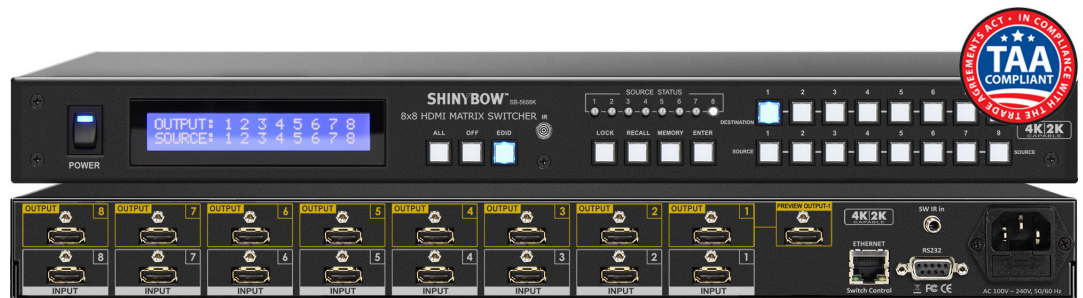 AGREEMENTS ACT • IN COMPLIANCE WITH THE TRADE
TAA
COMPLIANT
POWER
OUTPUT: 1 2 3 4 5 6 7 8
SOURCE: 1 2 3 4 5 6 7 8
SHINYBOW™ SB-5688K
8x8 HDMI MATRIX SWITCHER IR
ALL OFF EDID
SOURCE STATUS
1 2 3 4 5 6 7 8
LOCK RECALL MEMORY ENTER
1 2 3 4 5 6 7
DESTINATION
1 2 3 4 5 6 7 8
SOURCE SOURCE
4K 2K
CAPABLE
OUTPUT 8 OUTPUT 7 OUTPUT 6 OUTPUT 5 OUTPUT 4 OUTPUT 3 OUTPUT 2 OUTPUT 1 PREVIEW OUTPUT-1
8 7 6 5 4 3 2 1
INPUT INPUT INPUT INPUT INPUT INPUT INPUT INPUT
4K 2K
CAPABLE
SW IR in
ETHERNET
RS232
Switch Control
FC CE
AC 100V ~ 240V, 50/60 Hz